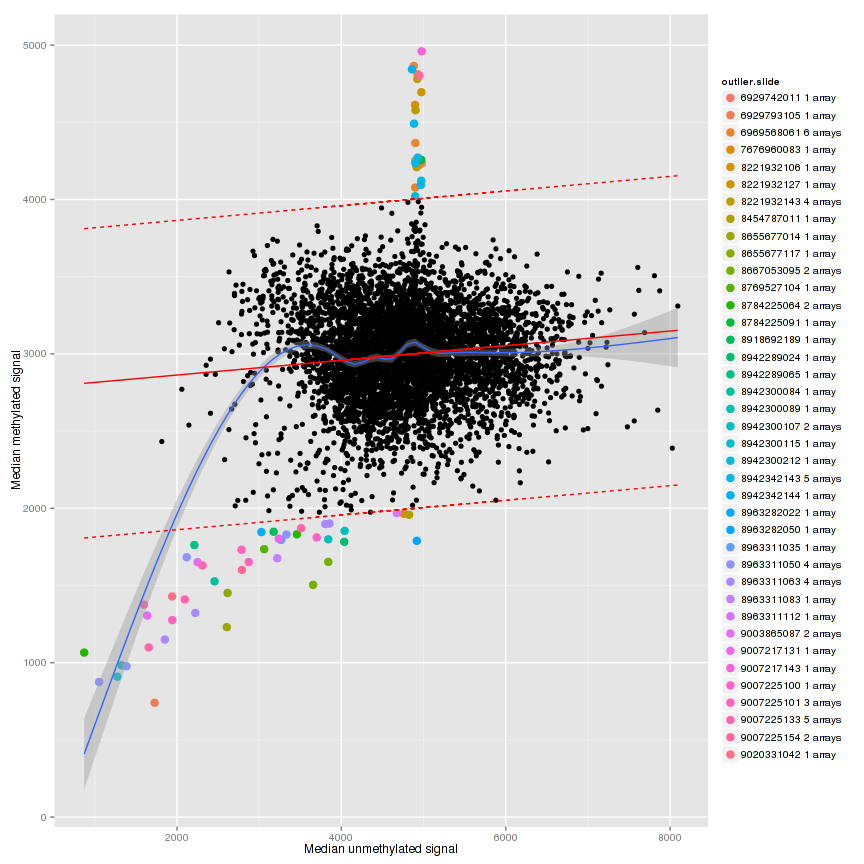 5000
4000
3000
2000
1000
0
2000
4000
6000
8000
Median unmethylated signal
Median methylated signal
outlier.slide
6929742011 1 array
6929793105 1 array
6969568061 6 arrays
7676960083 1 array
8221932106 1 array
8221932127 1 array
8221932143 4 arrays
8454787011 1 array
8655677014 1 array
8655677117 1 array
8667053095 2 arrays
8769527104 1 array
8784225064 2 arrays
8784225091 1 array
8918692189 1 array
8942289024 1 array
8942289065 1 array
8942300084 1 array
8942300089 1 array
8942300107 2 arrays
8942300115 1 array
8942300212 1 array
8942342143 5 arrays
8942342144 1 array
8963282022 1 array
8963282050 1 array
8963311035 1 array
8963311050 4 arrays
8963311063 4 arrays
8963311083 1 array
8963311112 1 array
9003865087 2 arrays
9007217131 1 array
9007217143 1 array
9007225100 1 array
9007225101 3 arrays
9007225133 5 arrays
9007225154 2 arrays
9020331042 1 array